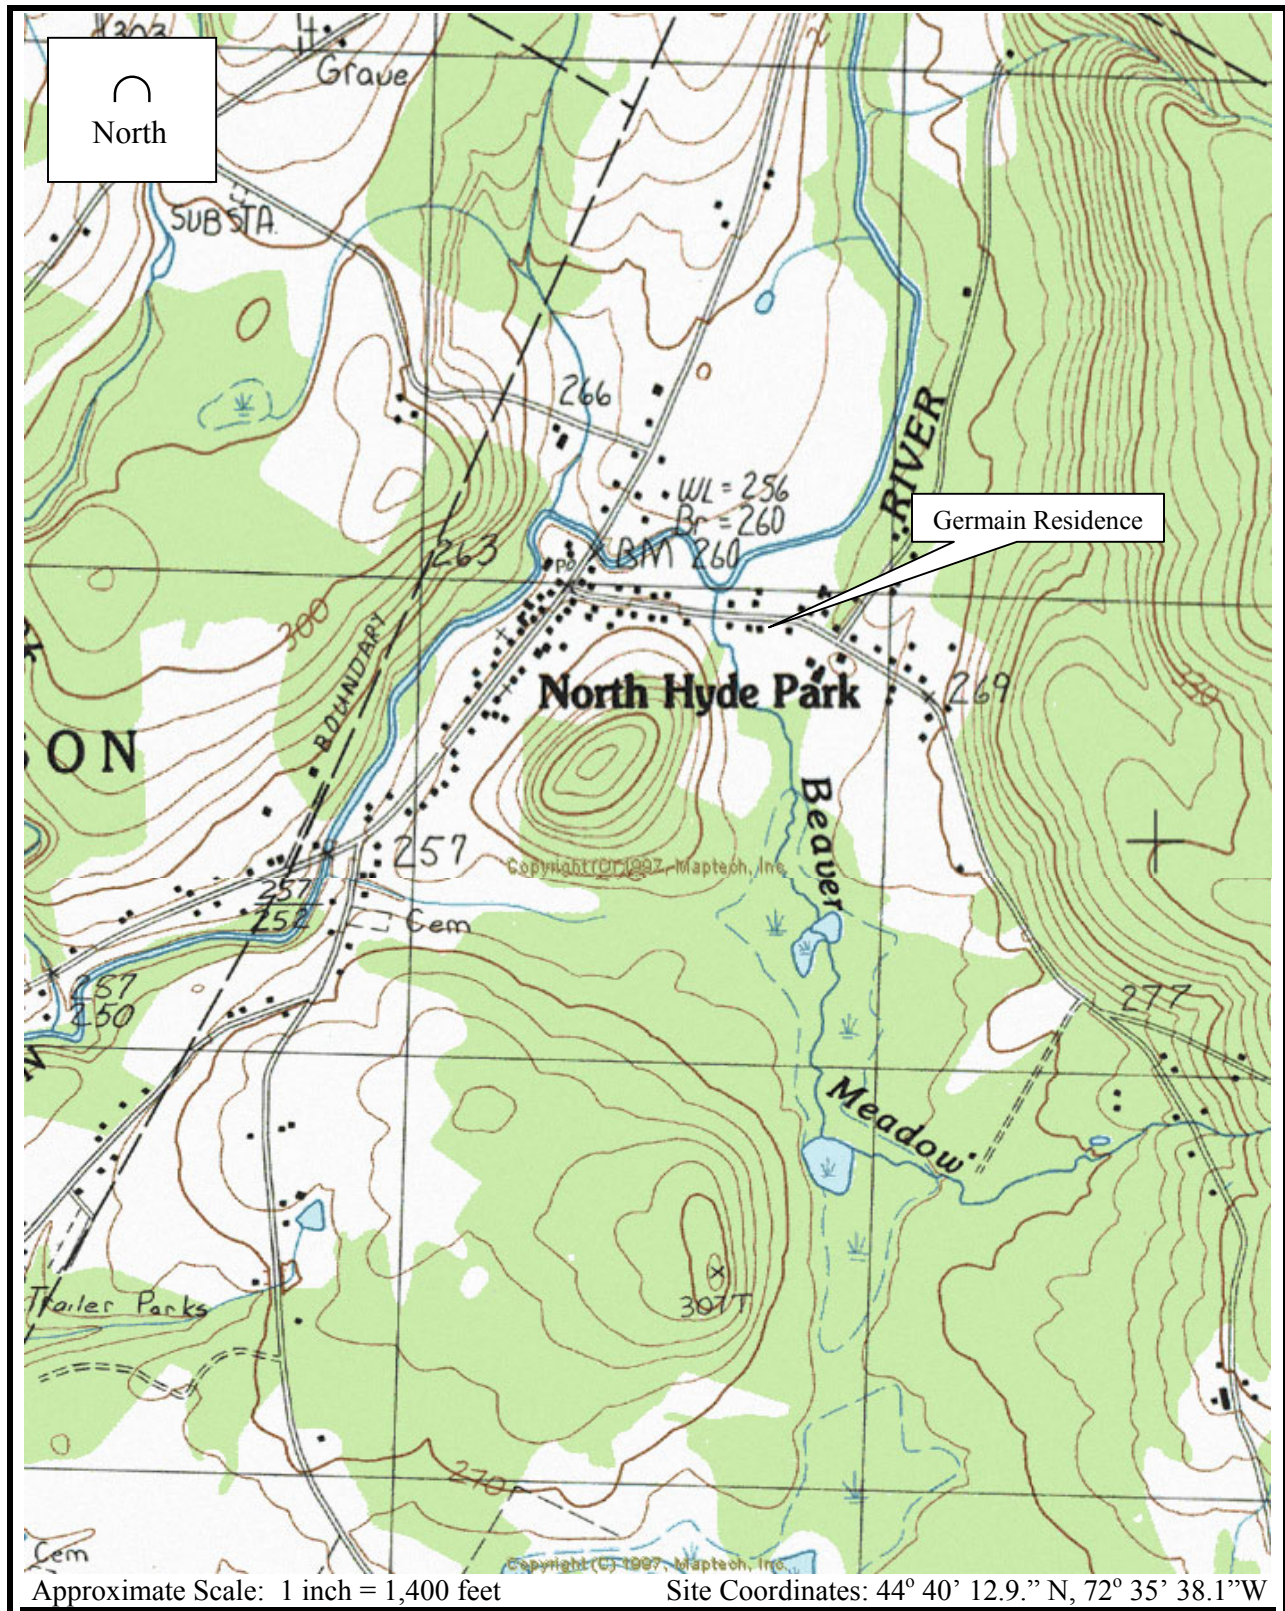 303
Grave
North
SUBSTA.
266
WL = 256
Br = 260
RIVER
Germain Residence
BM 260
PO
263
300
BOUNDARY
North Hyde Park
269
330
ON
Beaver
257
Copyright (C) 1997, Maptech, Inc.
257
252
Cem
257
250
277
Meadow
307T
Trailer Parks
270
Cem
Copyright (C) 1997, Maptech, Inc.
Approximate Scale: 1 inch = 1,400 feet
Site Coordinates: 44° 40’ 12.9.” N, 72° 35’ 38.1”W